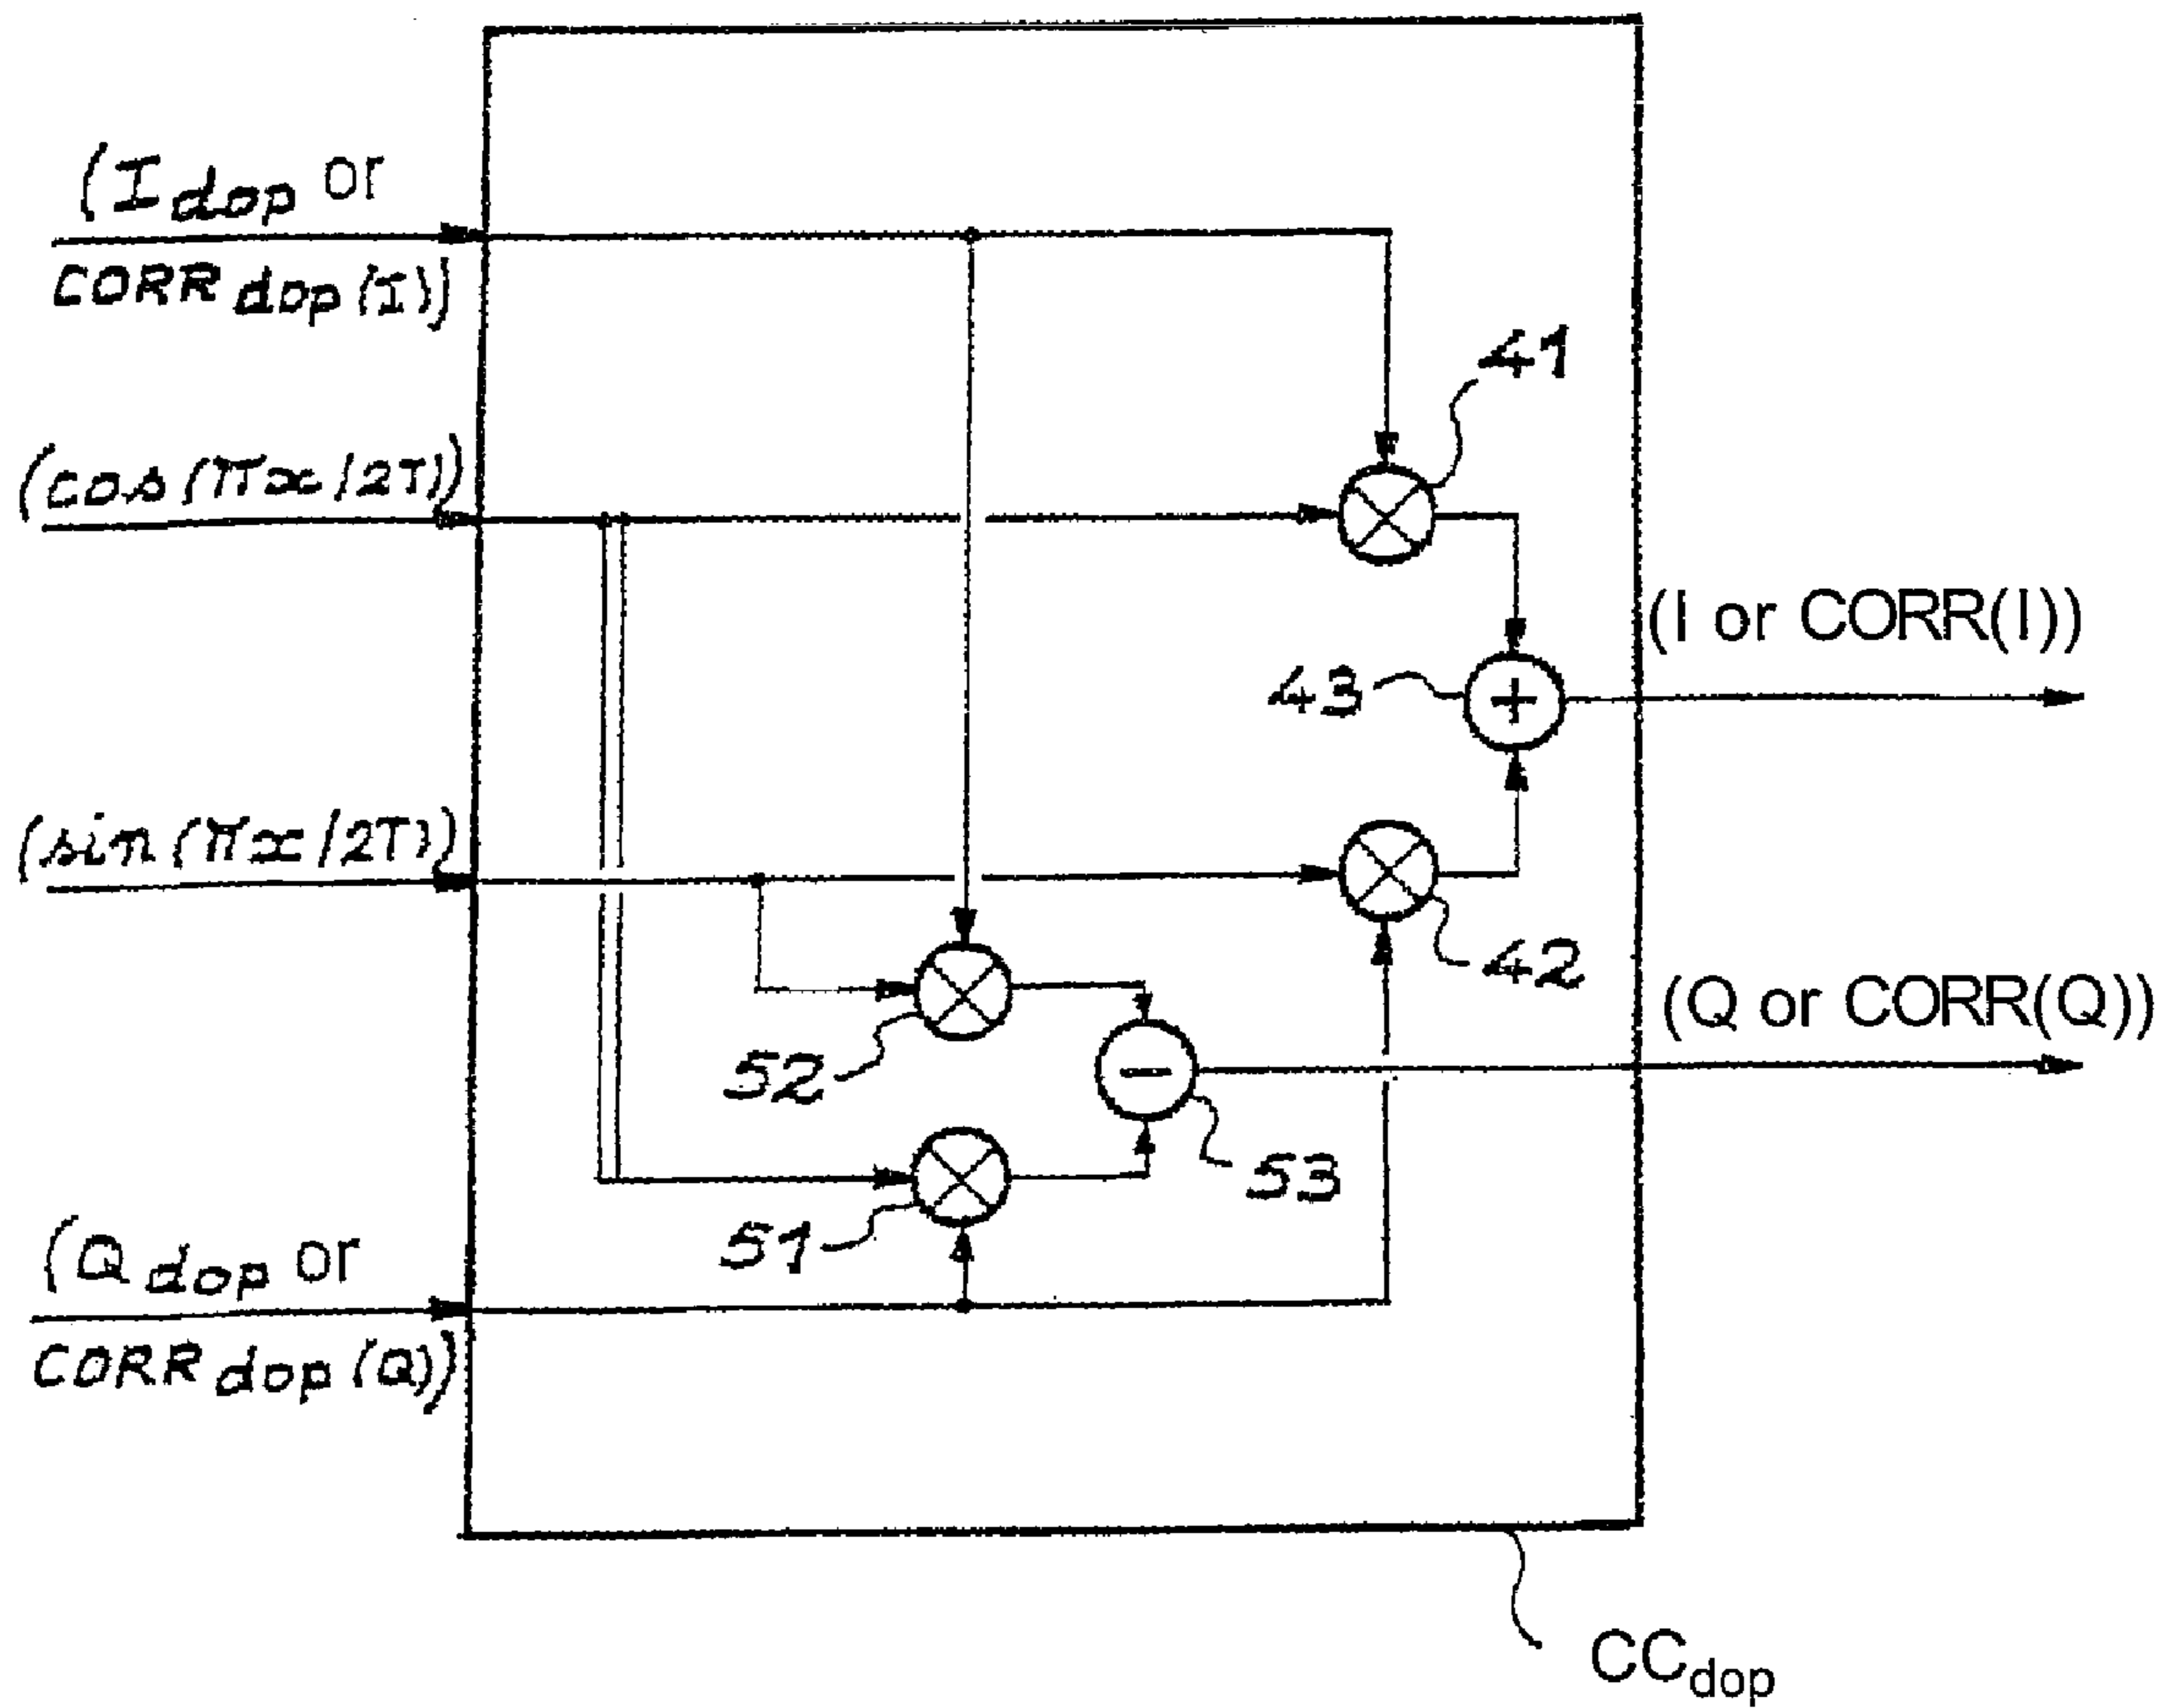 (I dop or
CORR dop (I))
41
(cos (πx/2T))
(I or CORR(I))
43
(sin (πx/2T))
42
(Q or CORR(Q))
52
53
51
(Q dop or
CORR dop (Q))
CCdop